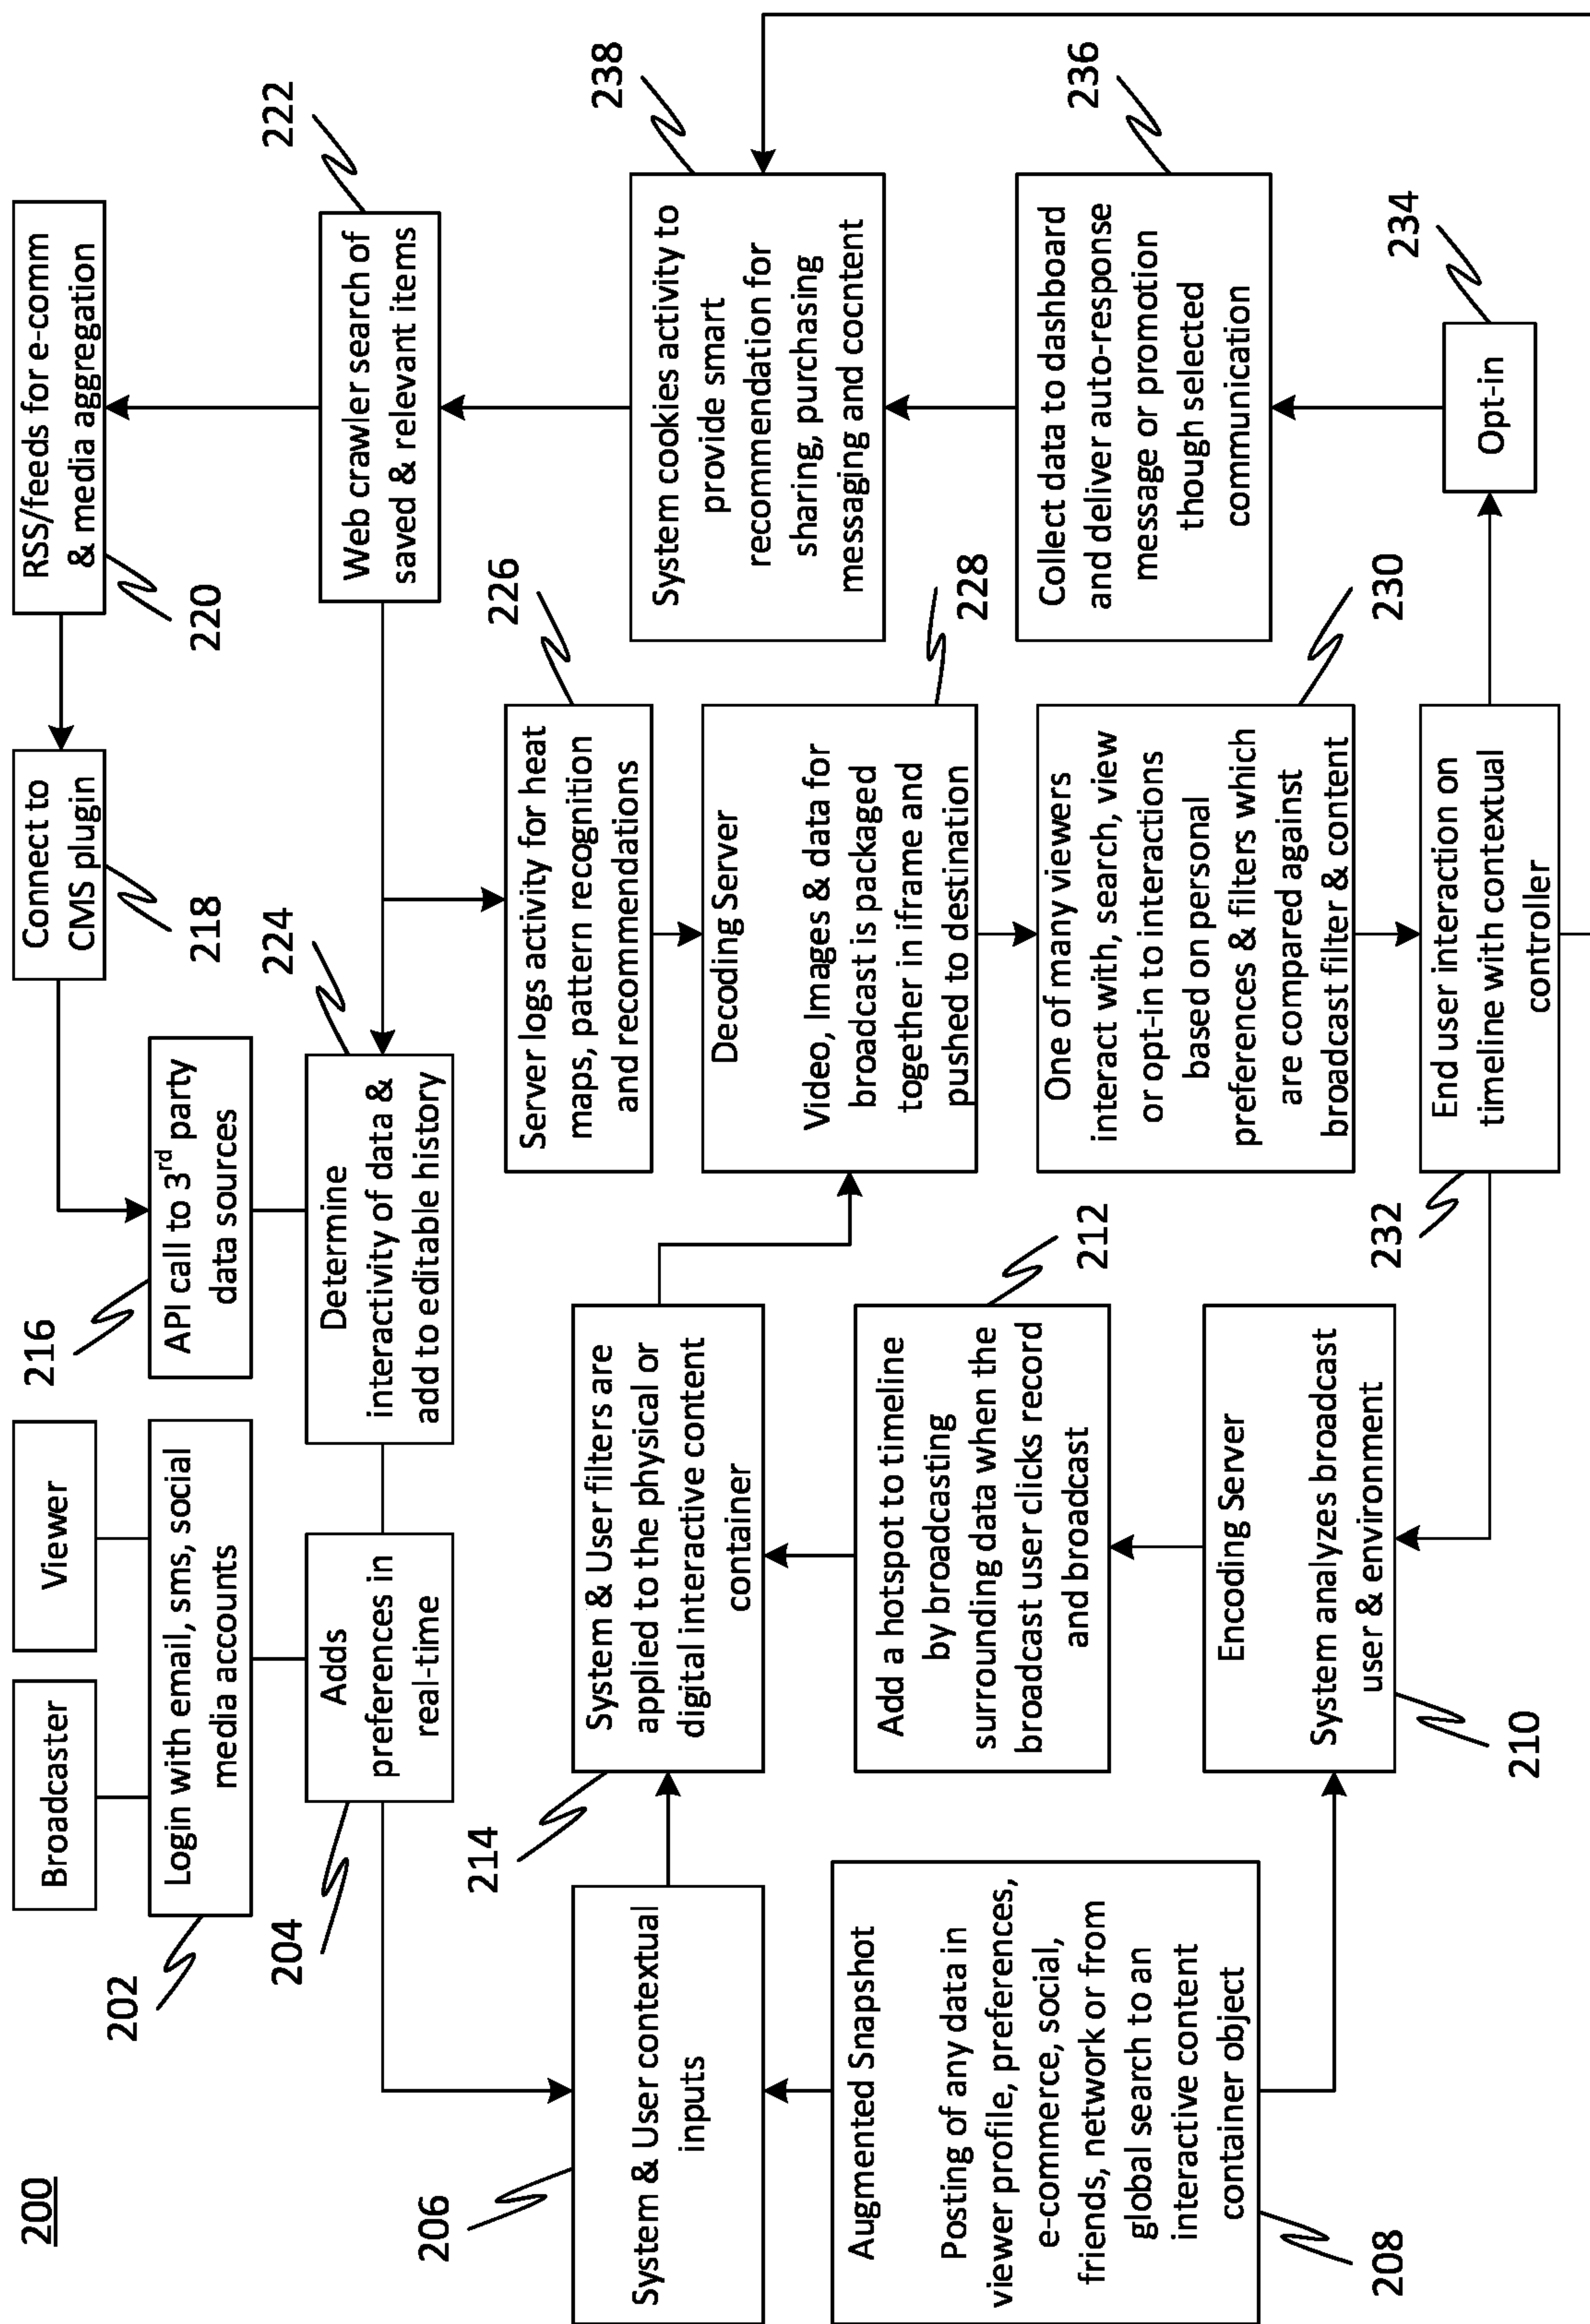 200
Broadcaster
Viewer
202
Login with email, sms, social
media accounts
204
Adds
preferences in
real-time
216
API call to 3rd party
data sources
218
Connect to
CMS plugin
220
RSS/feeds for e-comm
& media aggregation
222
Web crawler search of
saved & relevant items
224
Determine
interactivity of data &
add to editable history
206
System & User contextual
inputs
214
System & User filters are
applied to the physical or
digital interactive content
container
226
Server logs activity for heat
maps, pattern recognition
and recommendations
238
System cookies activity to
provide smart
recommendation for
sharing, purchasing
messaging and cocntent
208
Augmented Snapshot
Posting of any data in
viewer profile, preferences,
e-commerce, social,
friends, network or from
global search to an
interactive content
container object
212
Add a hotspot to timeline
by broadcasting
surrounding data when the
broadcast user clicks record
and broadcast
228
Decoding Server
Video, Images & data for
broadcast is packaged
together in iframe and
pushed to destination
230
One of many viewers
interact with, search, view
or opt-in to interactions
based on personal
preferences & filters which
are compared against
broadcast filter & content
236
Collect data to dashboard
and deliver auto-response
message or promotion
though selected
communication
210
Encoding Server
System analyzes broadcast
user & environment
232
End user interaction on
timeline with contextual
controller
234
Opt-in